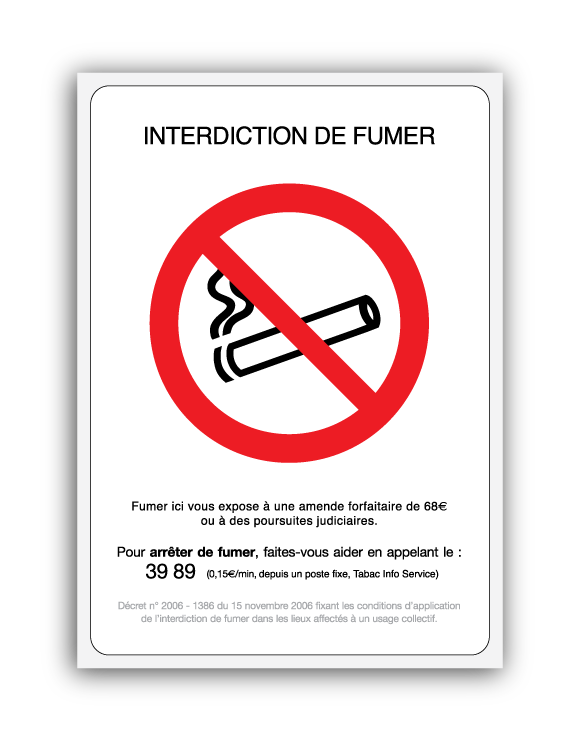 INTERDICTION DE FUMER
Fumer ici vous expose à une amende forfaitaire de 68€
ou à des poursuites judiciaires.
Pour arrêter de fumer, faites-vous aider en appelant le :
39 89 (0,15€/min, depuis un poste fixe, Tabac Info Service)
Décret n° 2006 - 1386 du 15 novembre 2006 fixant les conditions d'application
de l'interdiction de fumer dans les lieux affectés à un usage collectif.